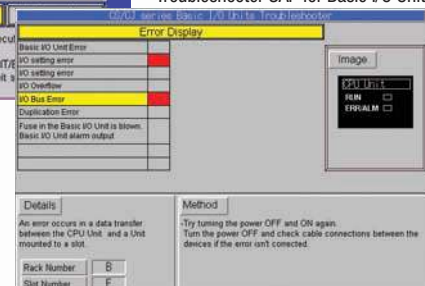 Troubleshooter SAP for Basic I/O Unit
CS/CJ series Basic I/O Units Troubleshooter
Error Display
Basic I/O Unit Error
I/O setting error
I/O setting error
I/O Overflow
I/O Bus Error
Duplication Error
Fuse in the Basic I/O Unit is blown.
Basic I/O Unit alarm output
Image
CPU Unit
RUN
ERR/ALM
Details
An error occurs in a data transfer
between the CPU Unit and a Unit
mounted to a slot.
Rack Number B
Slot Number F
Method
-Try turning the power OFF and ON again.
Turn the power OFF and check cable connections between the
devices if the error isn't corrected.